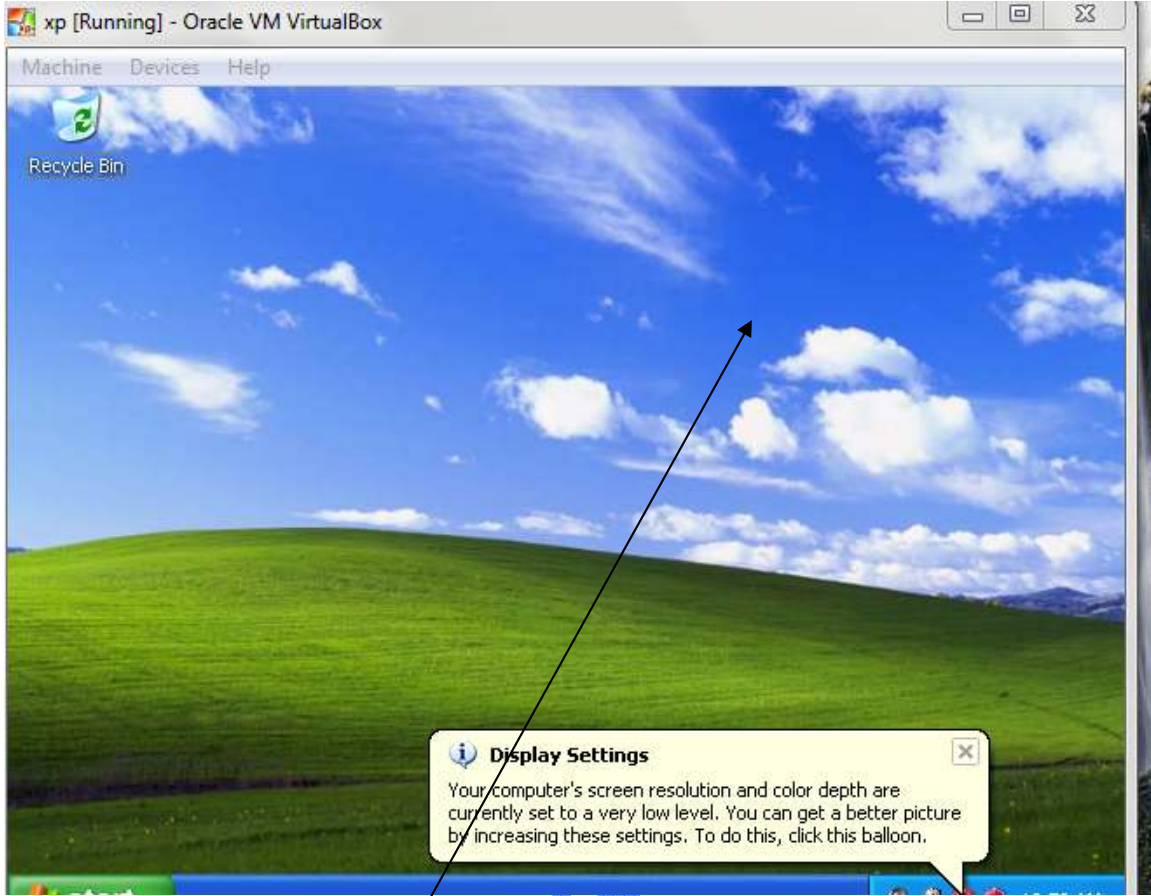 xp [Running] - Oracle VM VirtualBox
Machine Devices Help
Recycle Bin
Display Settings
Your computer's screen resolution and color depth are
currently set to a very low level. You can get a better picture
by increasing these settings. To do this, click this balloon.
start